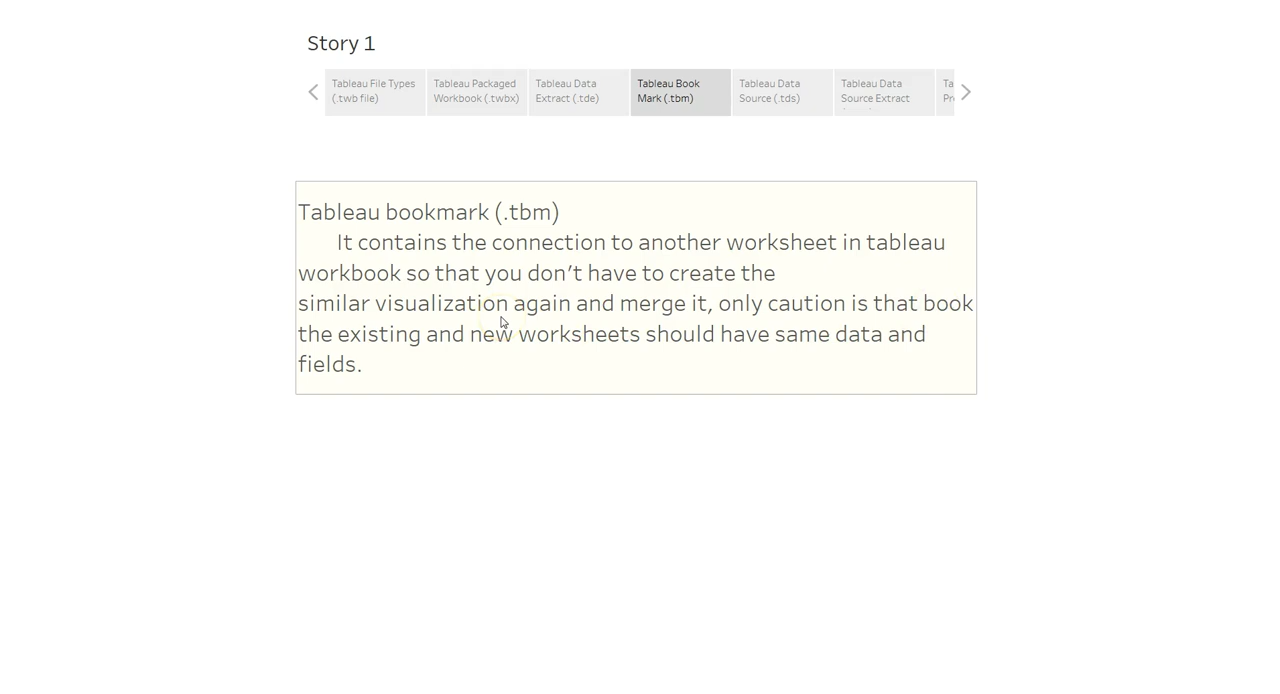 Story 1
Tableau File Types
(.twb file)
Tableau Packaged
Workbook (.twbx)
Tableau Data
Extract (.tde)
Tableau Book
Mark (.tbm)
Tableau Data
Source (.tds)
Tableau Data
Source Extract
Ta
Pr
Tableau bookmark (.tbm)
It contains the connection to another worksheet in tableau
workbook so that you don’t have to create the
similar visualization again and merge it, only caution is that book
the existing and new worksheets should have same data and
fields.